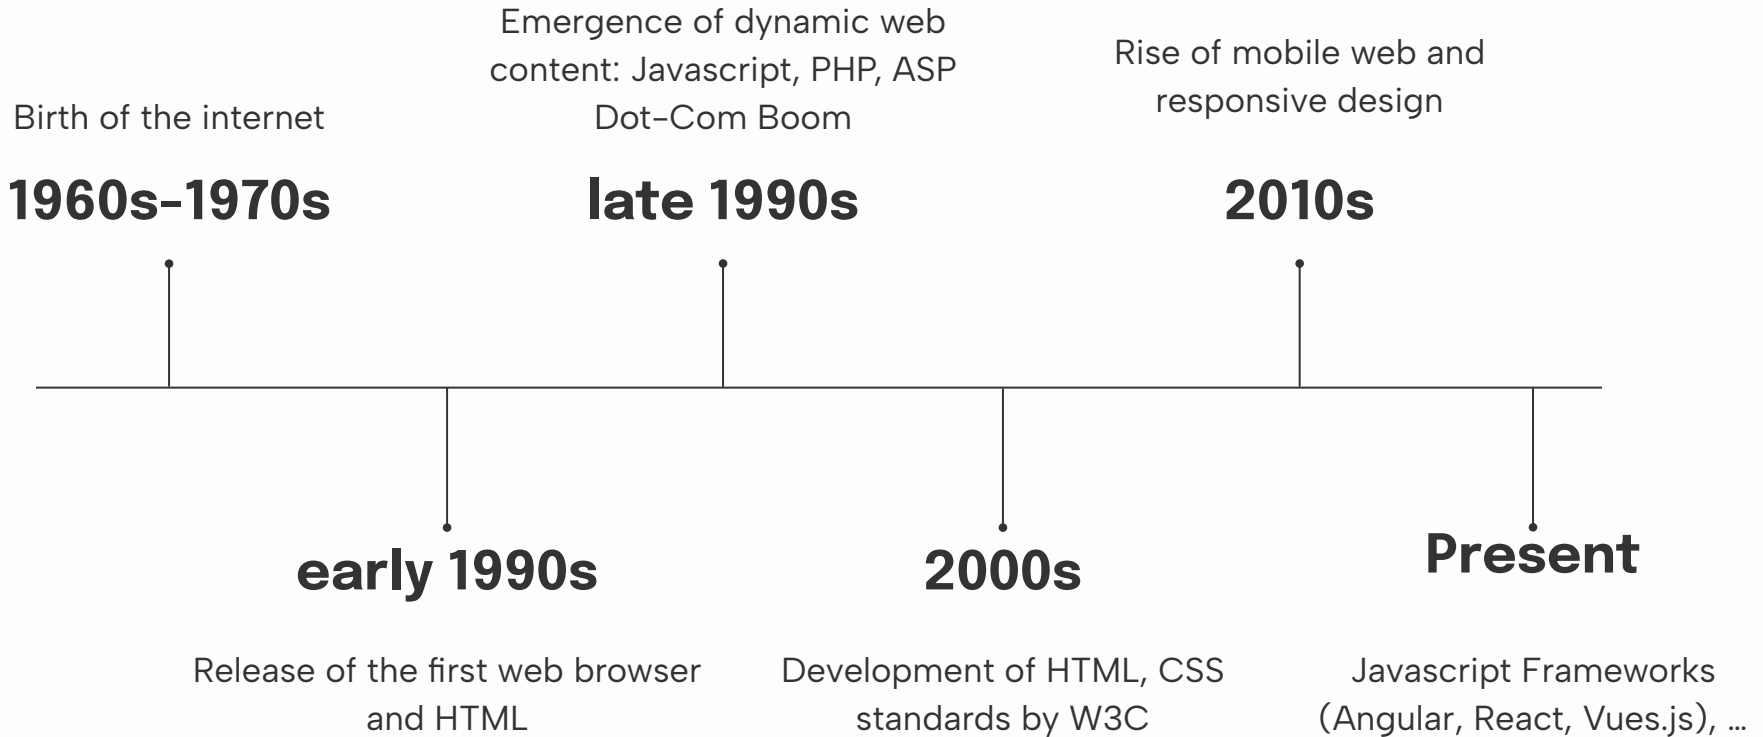 Birth of the internet
1960s-1970s
Emergence of dynamic web
content: Javascript, PHP, ASP
Dot-Com Boom
late 1990s
Rise of mobile web and
responsive design
2010s
early 1990s
Release of the first web browser
and HTML
2000s
Development of HTML, CSS
standards by W3C
Present
Javascript Frameworks
(Angular, React, Vues.js), ...